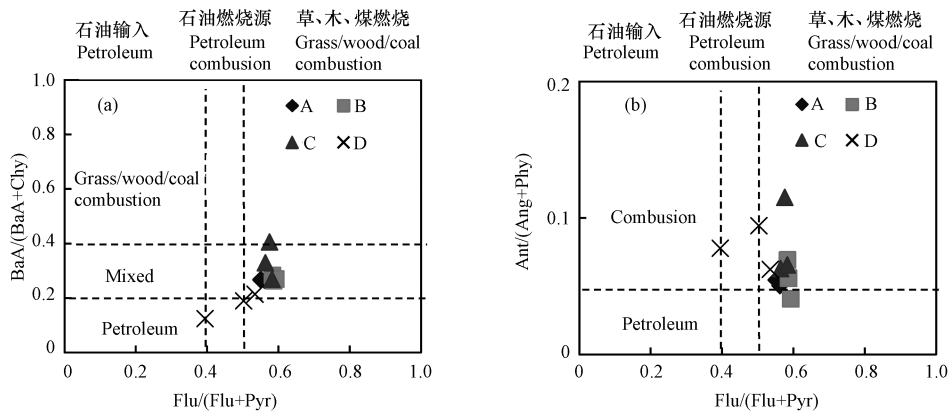 石油输入
Petroleum
石油燃烧源
Petroleum
combusion
草、木、煤燃烧
Grass/wood/coal
combustion
(a)
A
B
C
D
Grass/wood/coal
combustion
Mixed
Petroleum
BaA/(BaA+Chy)
1.0
0.8
0.6
0.4
0.2
0
0
0.2
0.4
0.6
0.8
1.0
Flu/(Flu+Pyr)
石油输入
Petroleum
石油燃烧源
Petroleum
combusion
草、木、煤燃烧
Grass/wood/coal
combustion
(b)
A
B
C
D
Combusion
Petroleum
Ant/(Ang+Phy)
0.2
0.1
0
0
0.2
0.4
0.6
0.8
1.0
Flu/(Flu+Pyr)